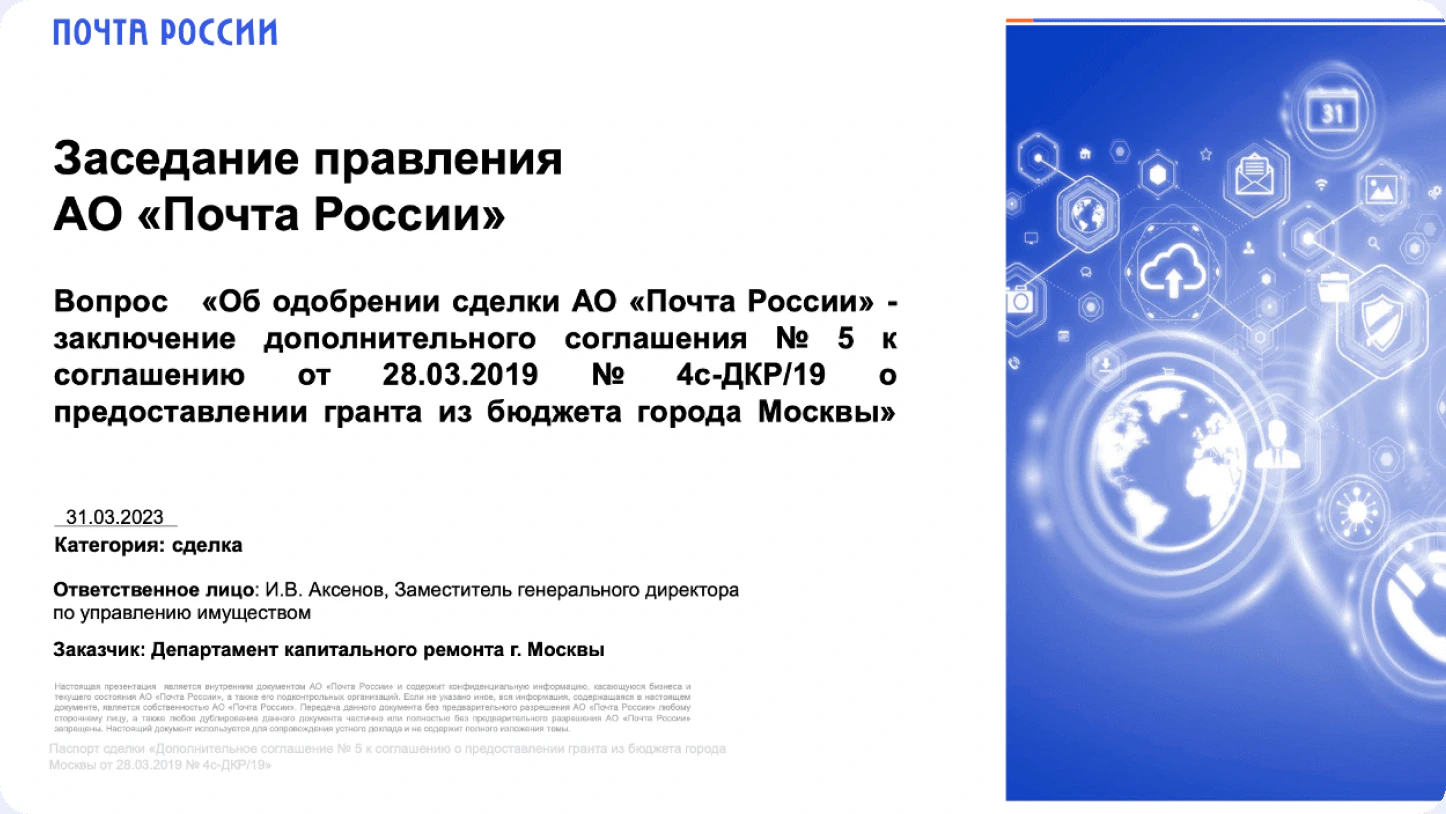 ПОЧТА РОССИИ
Заседание правления
АО «Почта России»
Вопрос «Об одобрении сделки АО «Почта России» -
заключение дополнительного соглашения № 5 к
соглашению от 28.03.2019 № 4с-ДКР/19 о
предоставлении гранта из бюджета города Москвы»
31.03.2023
Категория: сделка
Ответственное лицо: И.В. Аксенов, Заместитель генерального директора
по управлению имуществом
Заказчик: Департамент капитального ремонта г. Москвы
Настоящая презентация является внутренним документом АО «Почта России» и содержит конфиденциальную информацию, касающуюся бизнеса и
текущего состояния АО «Почта России», а также его подконтрольных организаций. Если не указано иное, вся информация, содержащаяся в настоящем
документе, является собственностью АО «Почта России». Передача данного документа без предварительного разрешения АО «Почта России» любому
стороннему лицу, а также любое дублирование данного документа частично или полностью без предварительного разрешения АО «Почта России»
запрещены. Настоящий документ используется для сопровождения устного доклада и не содержит полного изложения темы.
Паспорт сделки «Дополнительное соглашение № 5 к соглашению о предоставлении гранта из бюджета города
Москвы от 28.03.2019 № 4с-ДКР/19»
31